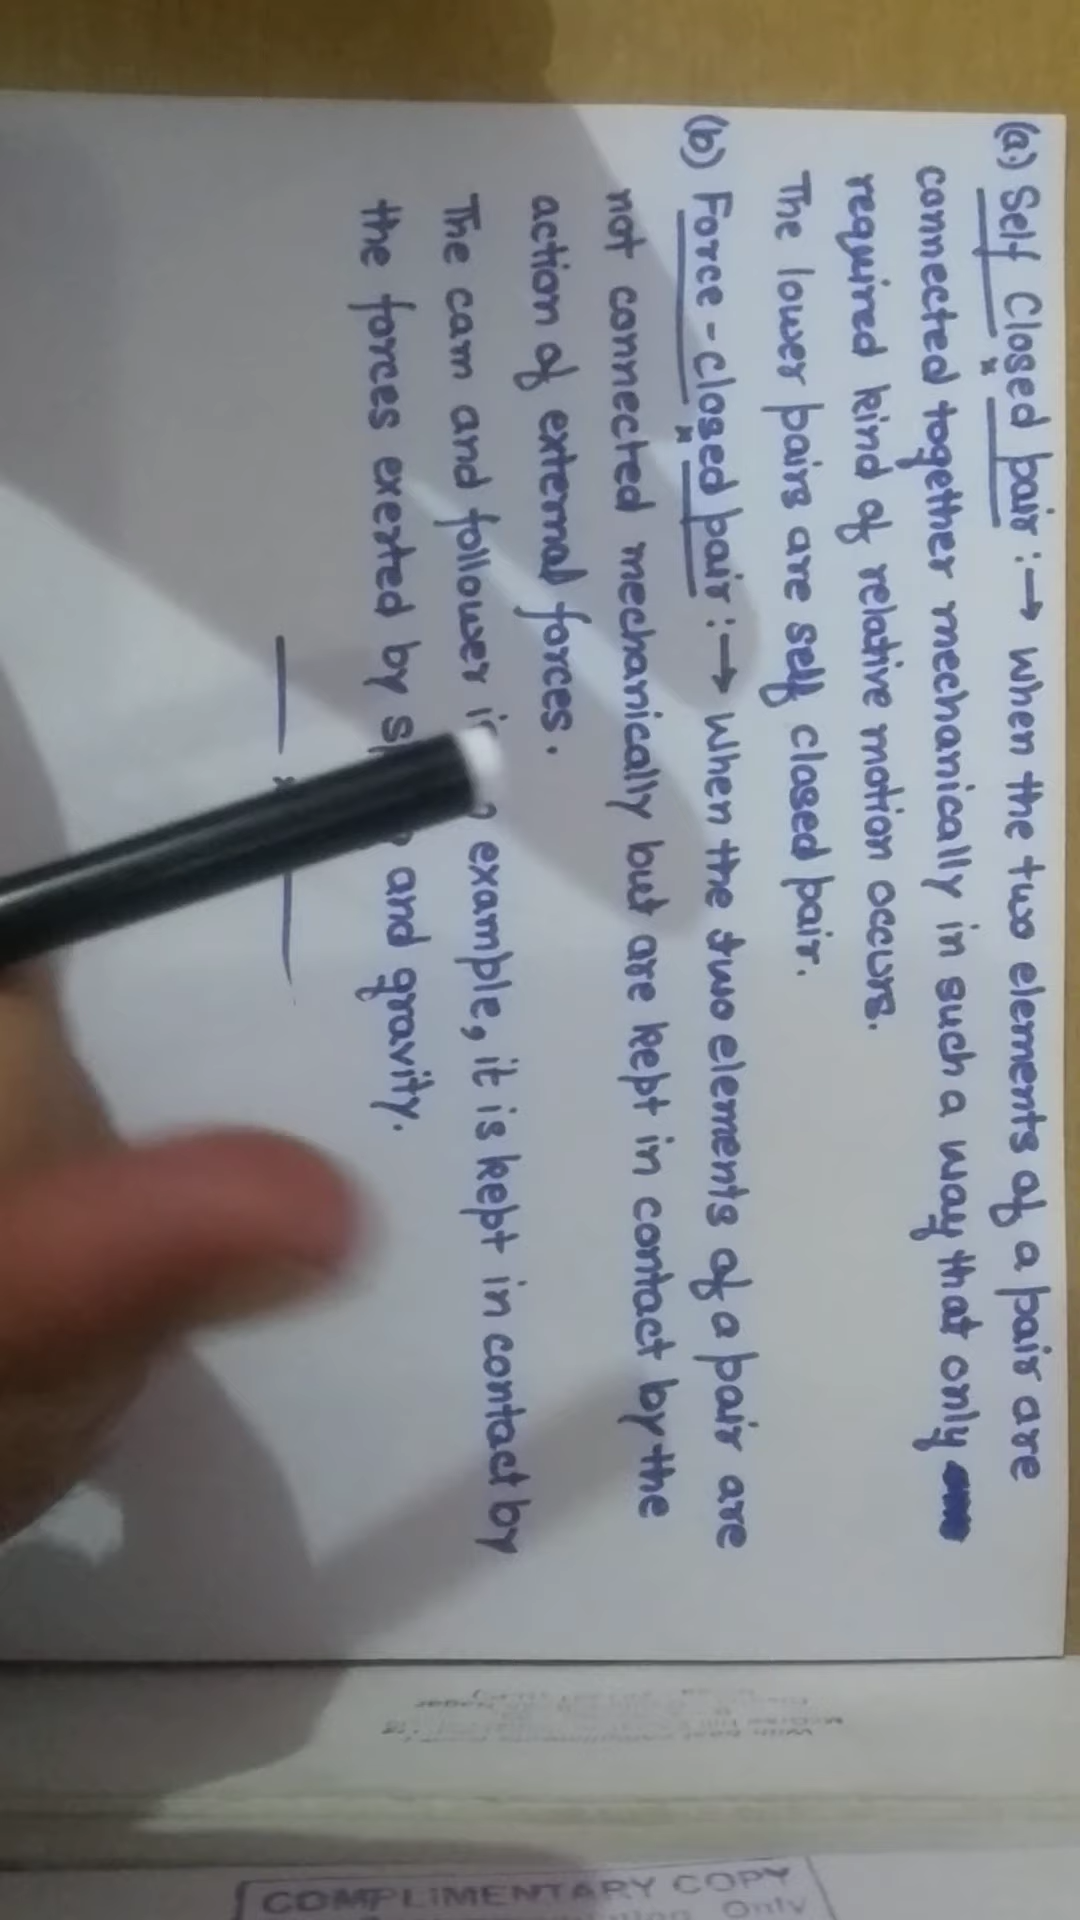 (a.) Self Closed pair :→ when the two elements of a pair are
connected together mechanically in such a way that only
required kind of relative motion occurs.
The lower pairs are self clased pair.
(b) Force-closed pair :→ when the two elements of a pair are
not connected mechanically but are kept in contact by the
action of external forces.
The cam and follower example, it is kept in contact by
the forces exerted by and gravity.
COMPLIMENTARY COPY
Only